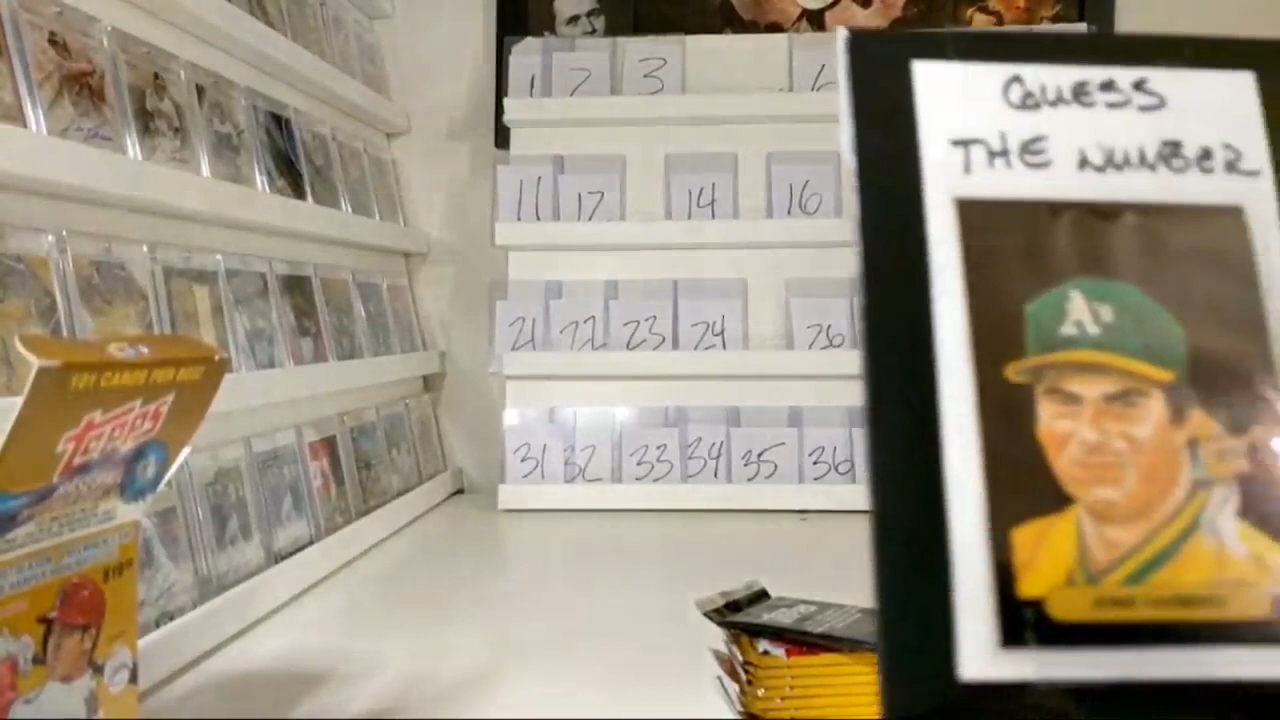 1 2 3
GUESS
THE NUMBER
11 12 14 16
A's
21 22 23 24 26
101 CARDS PER BOX!
Topps
31 32 33 34 35 36